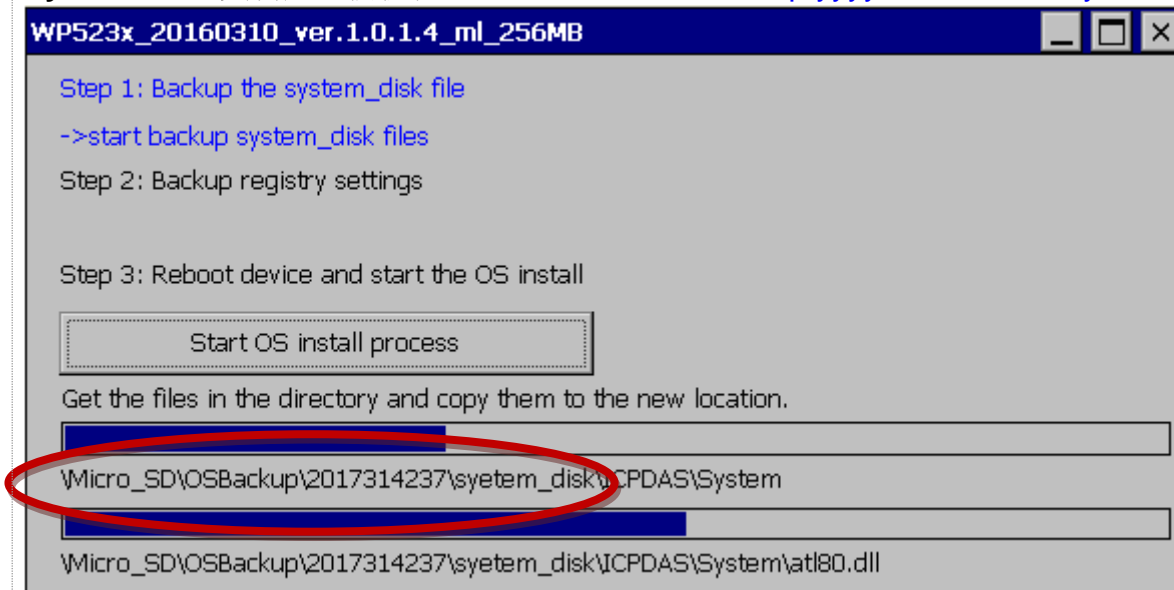 WP523x_20160310_ver.1.0.1.4_ml_256MB
Step 1: Backup the system_disk file
->start backup system_disk files
Step 2: Backup registry settings
Step 3: Reboot device and start the OS install
Start OS install process
Get the files in the directory and copy them to the new location.
\Micro_SD\OSBackup\2017314237\syetem_disk\ICPDAS\System
\Micro_SD\OSBackup\2017314237\syetem_disk\ICPDAS\System\atl80.dll